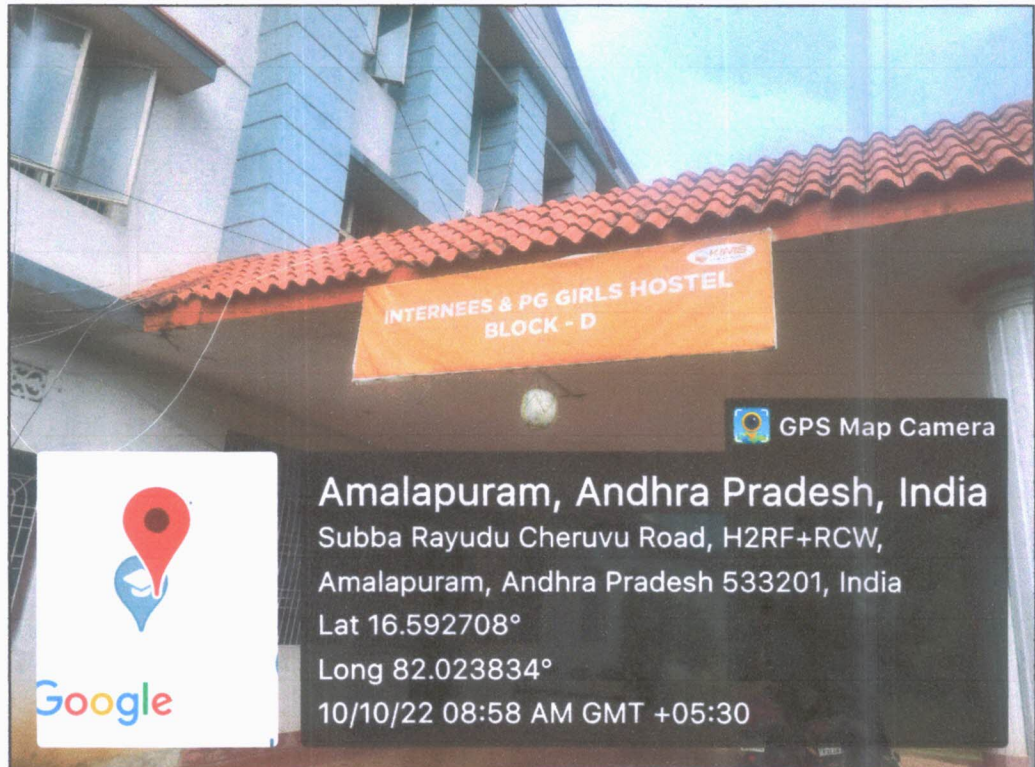 INTERNEES & PG GIRLS HOSTEL
BLOCK - D
GPS Map Camera
Amalapuram, Andhra Pradesh, India
Subba Rayudu Cheruvu Road, H2RF+RCW,
Amalapuram, Andhra Pradesh 533201, India
Lat 16.592708°
Long 82.023834°
10/10/22 08:58 AM GMT +05:30
Google